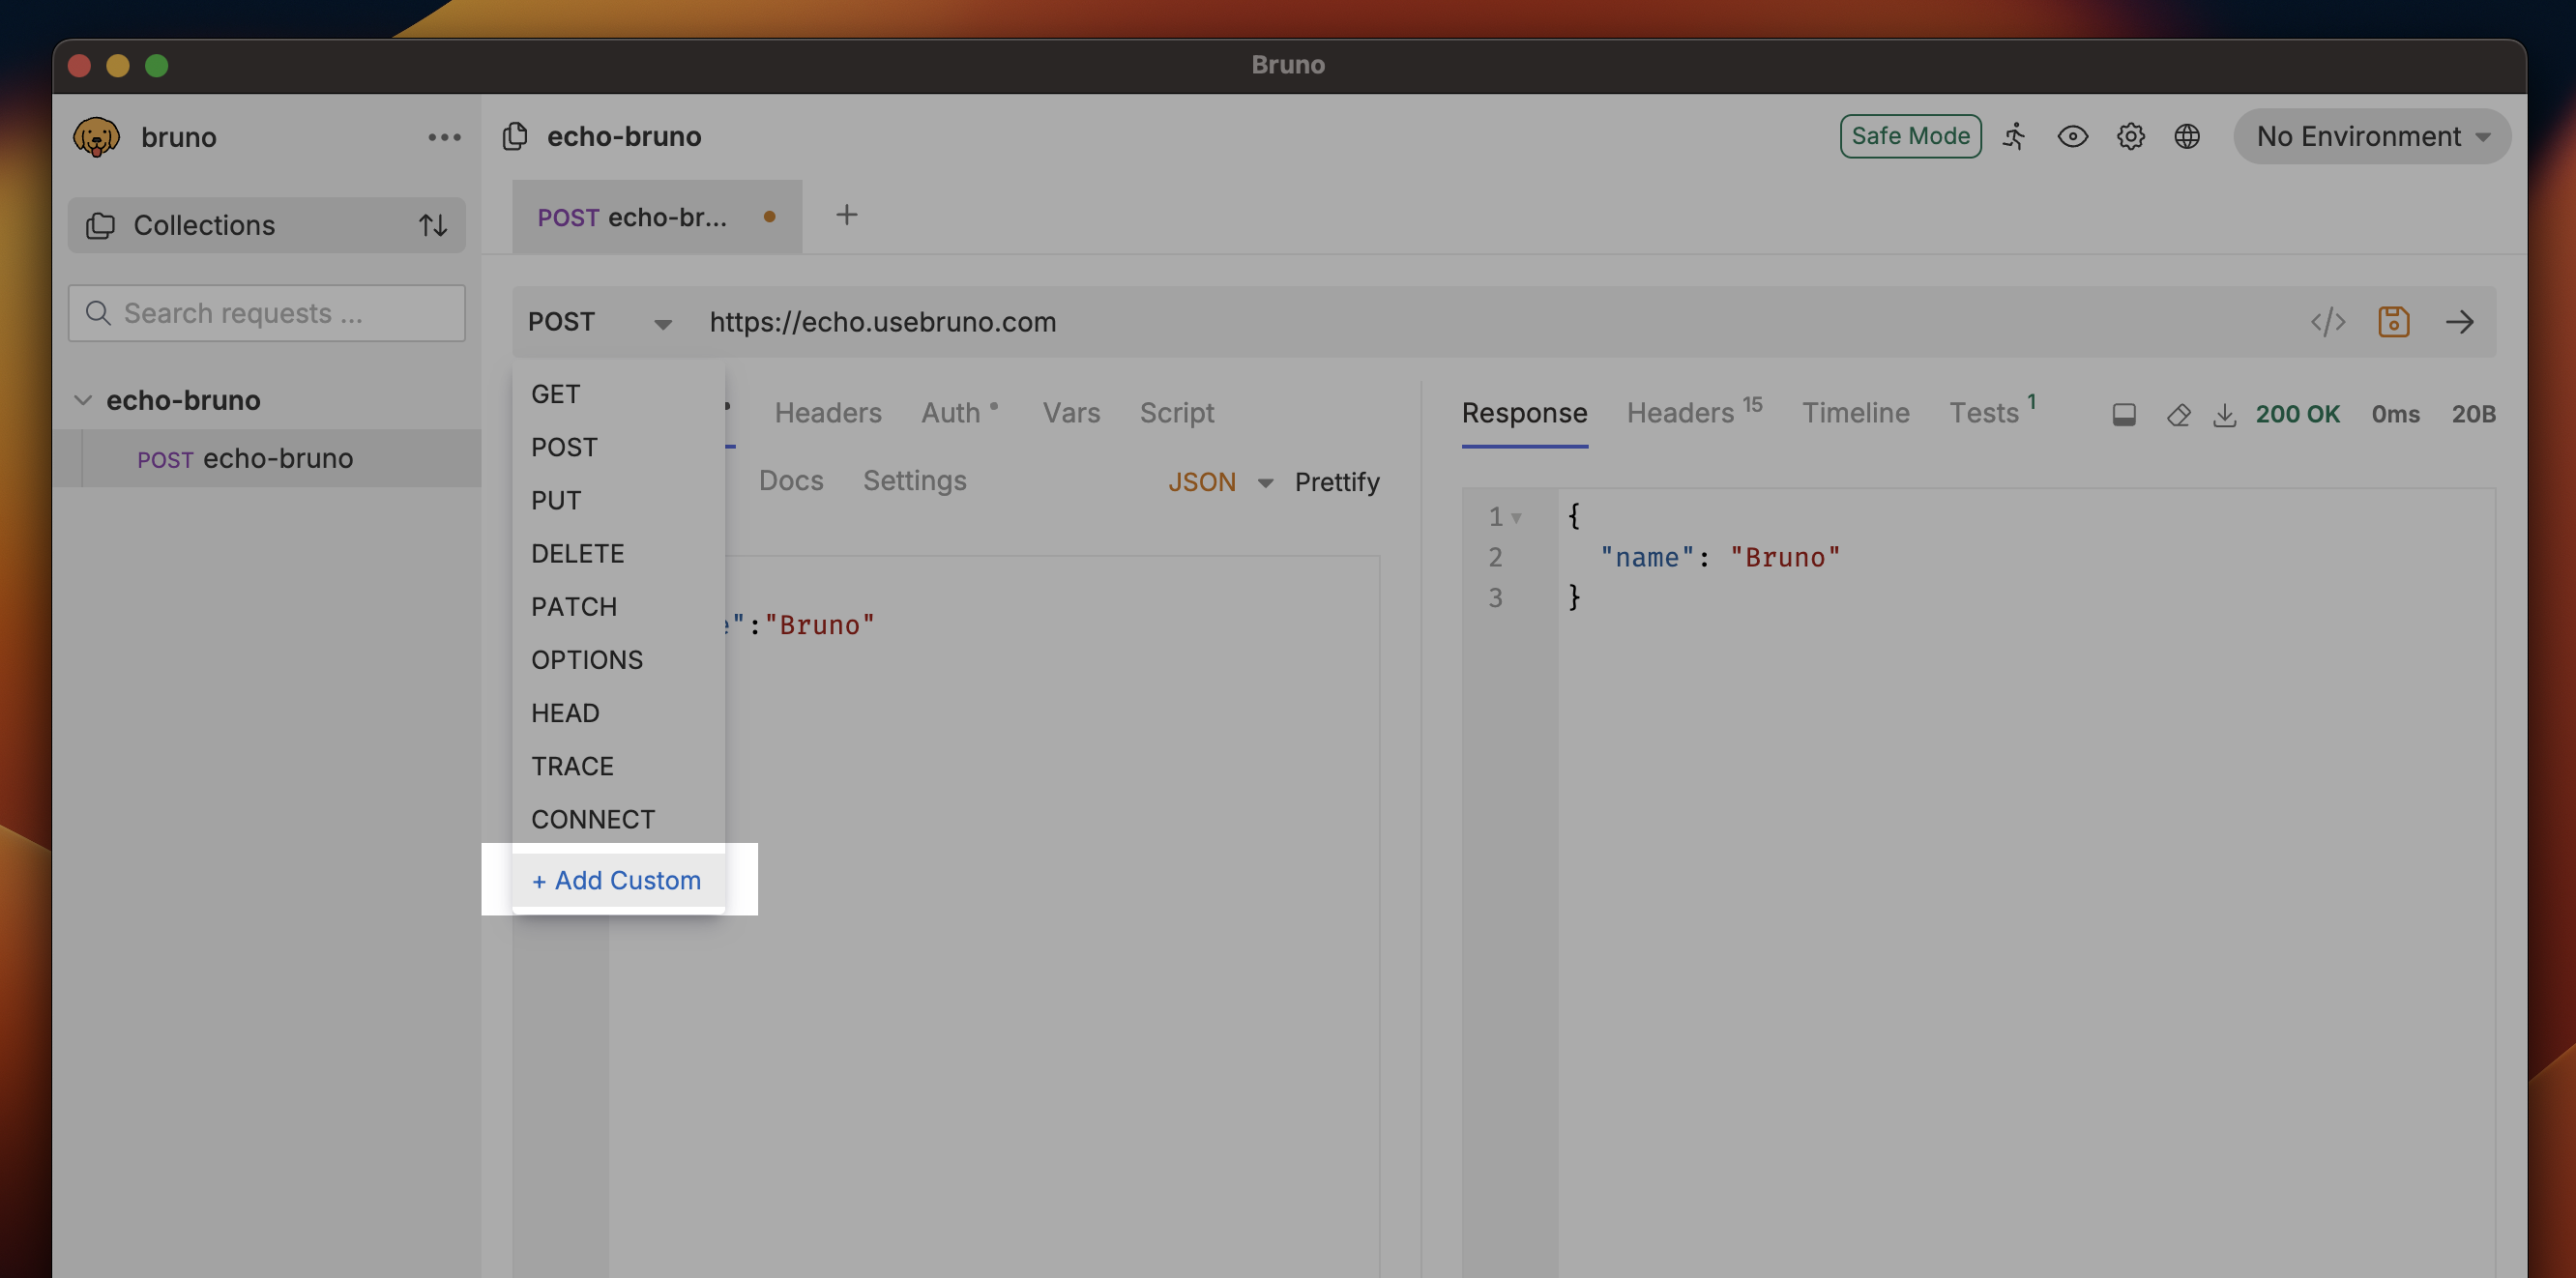 Bruno
bruno
echo-bruno
Safe Mode
No Environment
Collections
POST echo-br...
Search requests ...
POST
https://echo.usebruno.com
echo-bruno
POST echo-bruno
GET
POST
PUT
DELETE
PATCH
OPTIONS
HEAD
TRACE
CONNECT
+ Add Custom
Headers
Auth
Vars
Script
Docs
Settings
JSON
Prettify
":"Bruno"
Response
Headers 15
Timeline
Tests 1
200 OK
0ms
20B
1 {
2 "name": "Bruno"
3 }